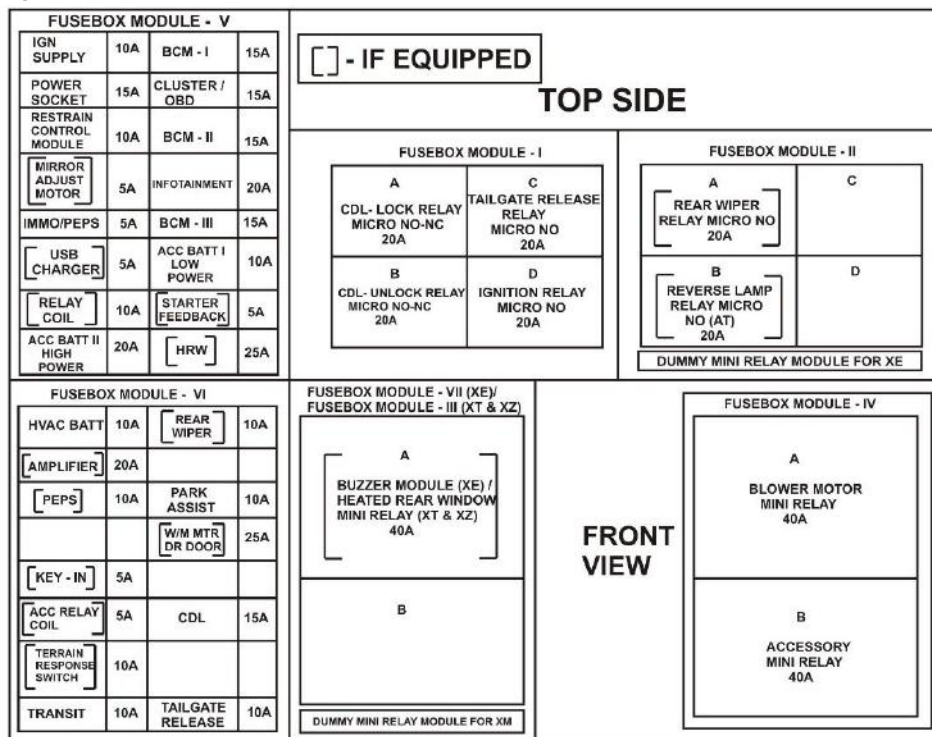 FUSEBOX MODULE - V
IGN SUPPLY 10A BCM - I 15A
POWER SOCKET 15A CLUSTER / OBD 15A
RESTRAIN CONTROL MODULE 10A BCM - II 15A
[MIRROR ADJUST MOTOR] 5A INFOTAINMENT 20A
IMMO/PEPS 5A BCM - III 15A
[USB CHARGER] 5A ACC BATT I LOW POWER 10A
[RELAY COIL] 10A [STARTER FEEDBACK] 5A
ACC BATT II HIGH POWER 20A [HRW] 25A
[ ] - IF EQUIPPED
TOP SIDE
FUSEBOX MODULE - I
A
CDL- LOCK RELAY
MICRO NO-NC
20A
C
TAILGATE RELEASE
RELAY
MICRO NO
20A
B
CDL- UNLOCK RELAY
MICRO NO-NC
20A
D
IGNITION RELAY
MICRO NO
20A
FUSEBOX MODULE - II
A
[REAR WIPER
RELAY MICRO NO]
20A
C
[B
REVERSE LAMP
RELAY MICRO
NO (AT)]
20A
D
DUMMY MINI RELAY MODULE FOR XE
FUSEBOX MODULE - VI
HVAC BATT 10A [REAR WIPER] 10A
[AMPLIFIER] 20A
[PEPS] 10A PARK ASSIST 10A
[W/M MTR DR DOOR] 25A
[KEY - IN] 5A
[ACC RELAY COIL] 5A CDL 15A
[TERRAIN RESPONSE SWITCH] 10A
TRANSIT 10A TAILGATE RELEASE 10A
FUSEBOX MODULE - VII (XE)/
FUSEBOX MODULE - III (XT & XZ)
[A
BUZZER MODULE (XE) /
HEATED REAR WINDOW
MINI RELAY (XT & XZ)
40A]
B
DUMMY MINI RELAY MODULE FOR XM
FRONT
VIEW
FUSEBOX MODULE - IV
A
BLOWER MOTOR
MINI RELAY
40A
B
ACCESSORY
MINI RELAY
40A